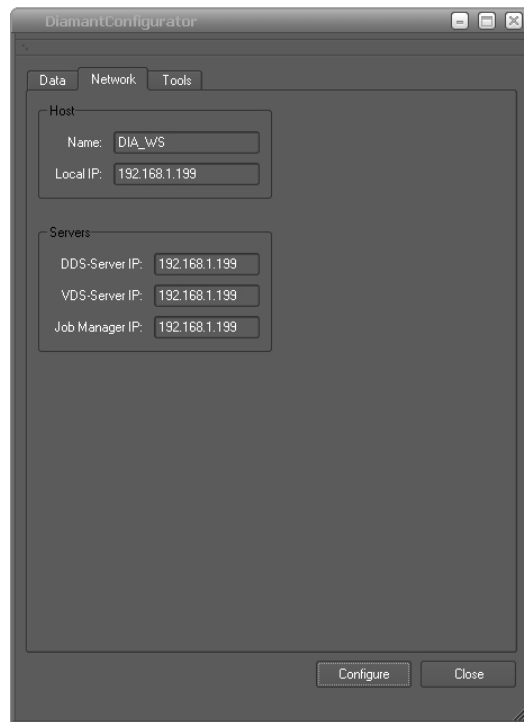 DiamantConfigurator
Data Network Tools
Host
Name: DIA_WS
Local IP: 192.168.1.199
Servers
DDS-Server IP: 192.168.1.199
VDS-Server IP: 192.168.1.199
Job Manager IP: 192.168.1.199
Configure Close